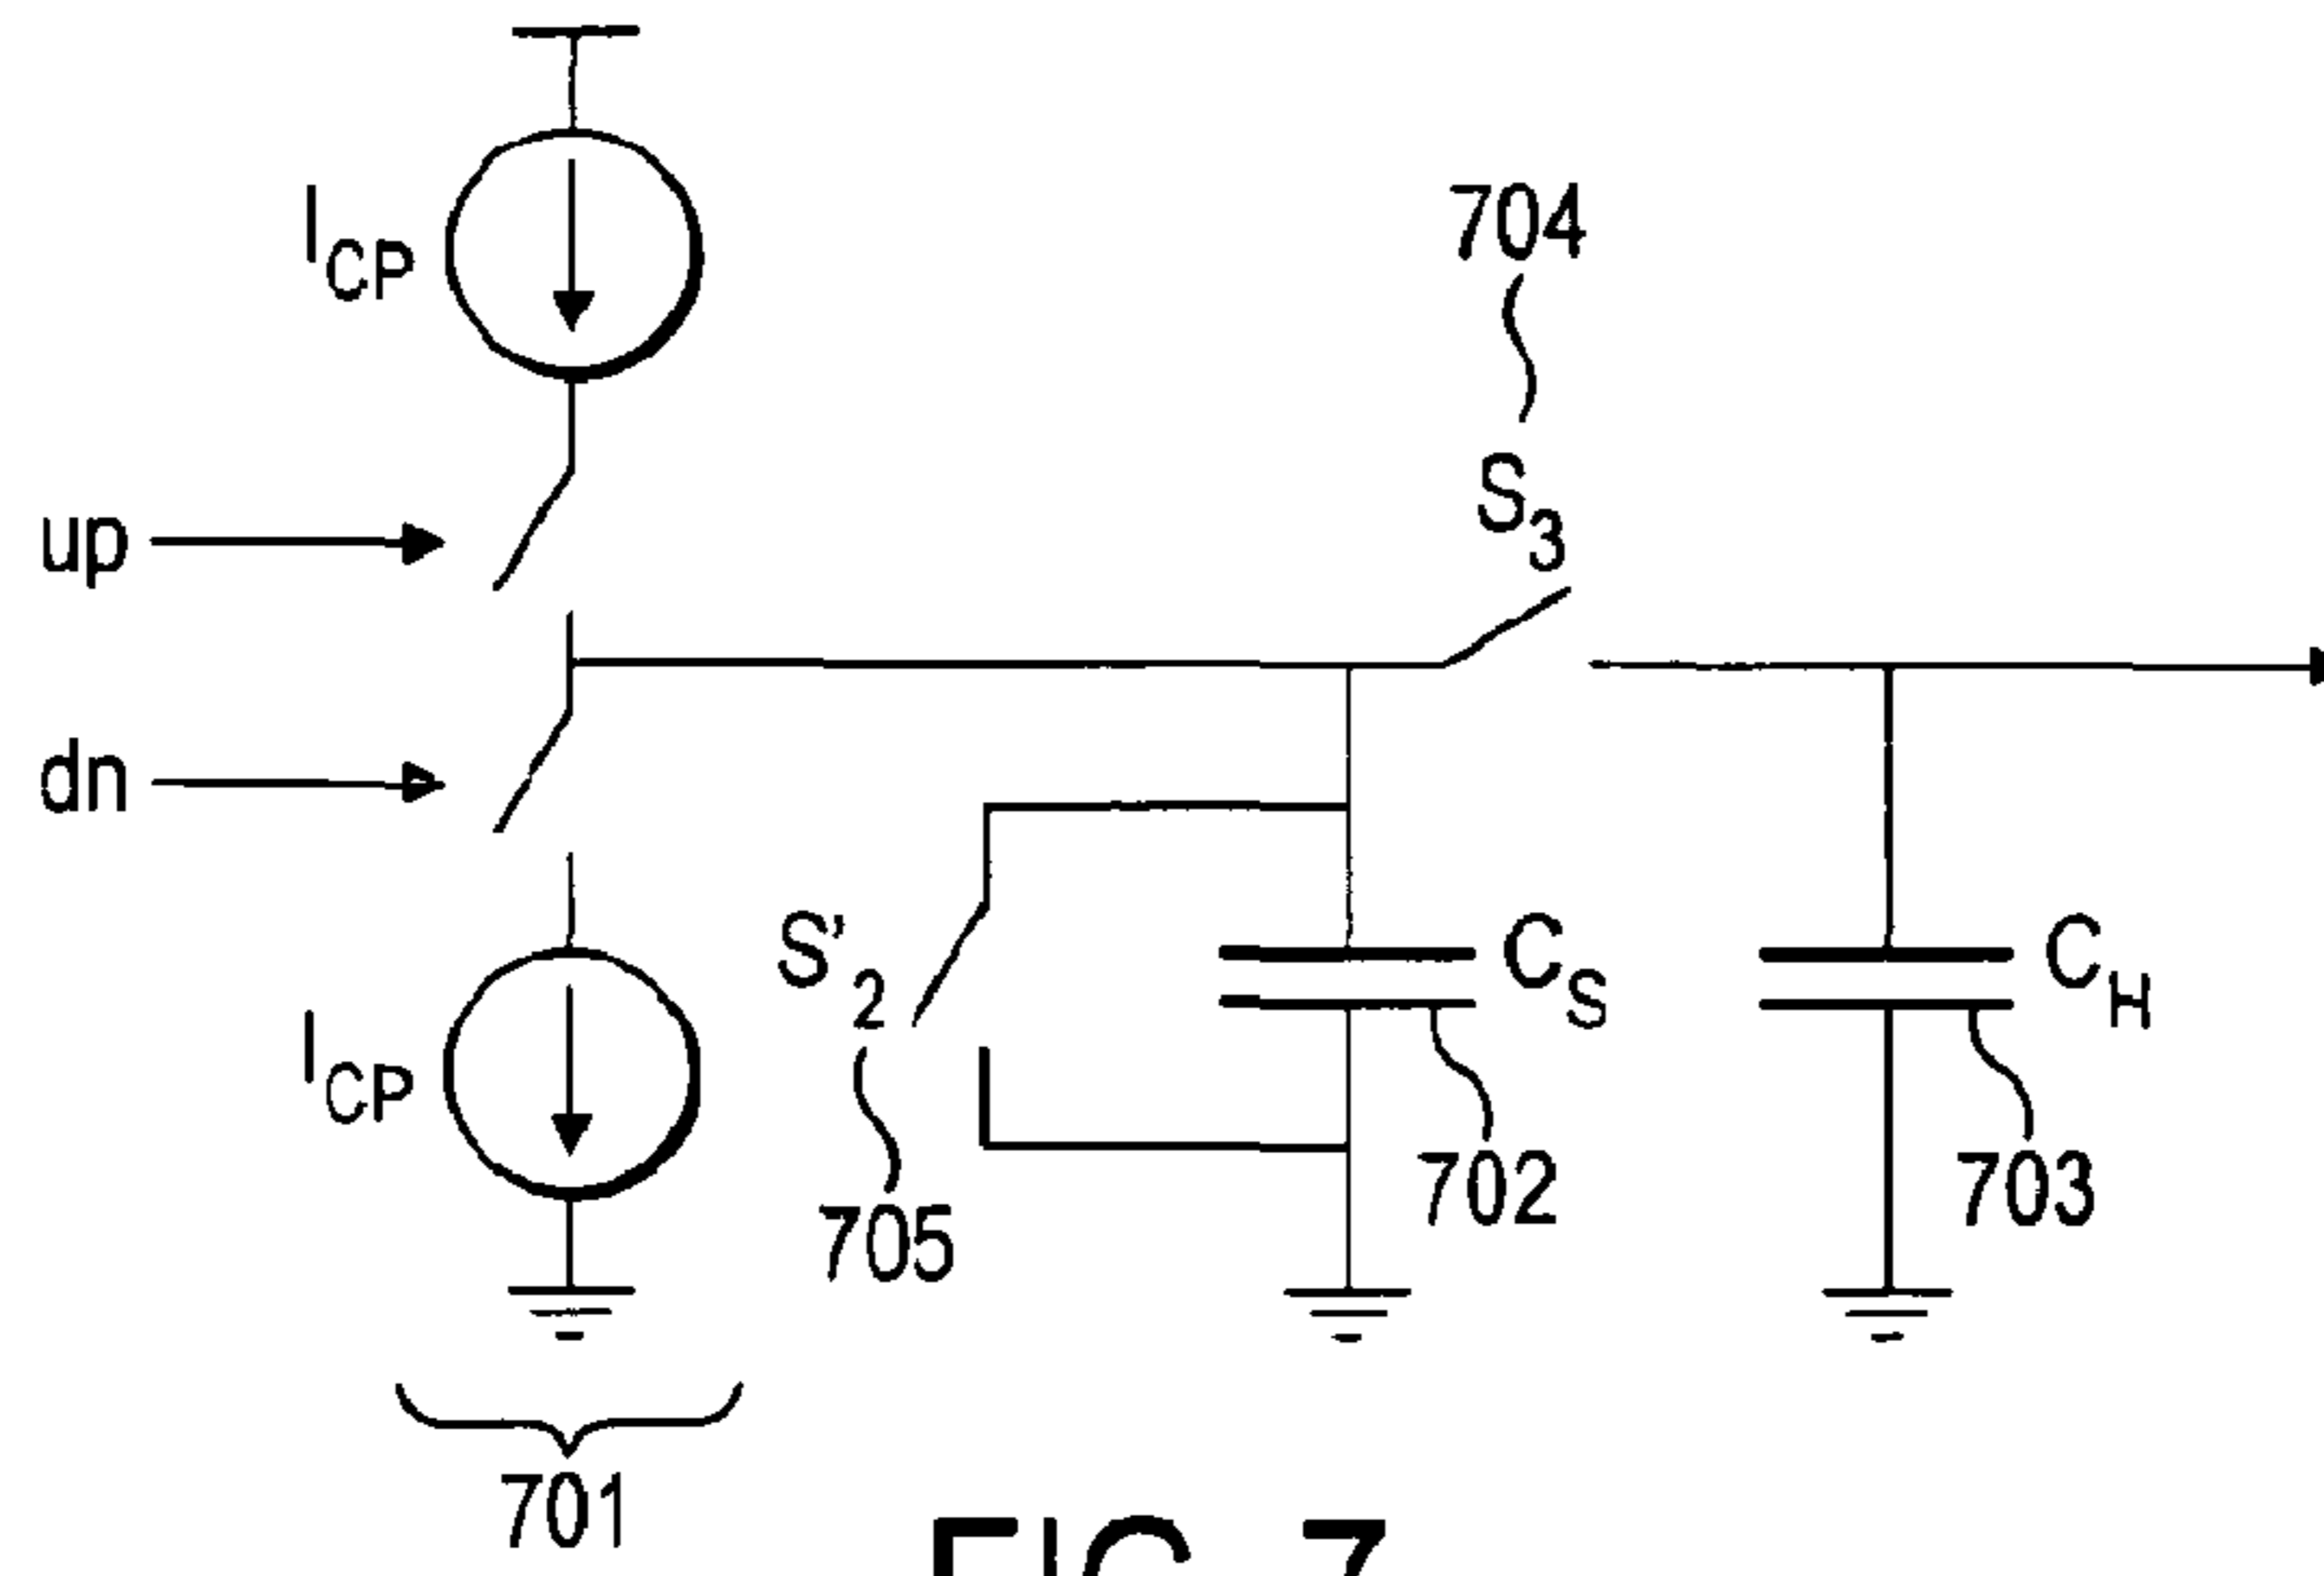 I_CP
704
S_3
up
dn
S'_2
C_S
C_H
I_CP
702
703
705
701
FIG. 7